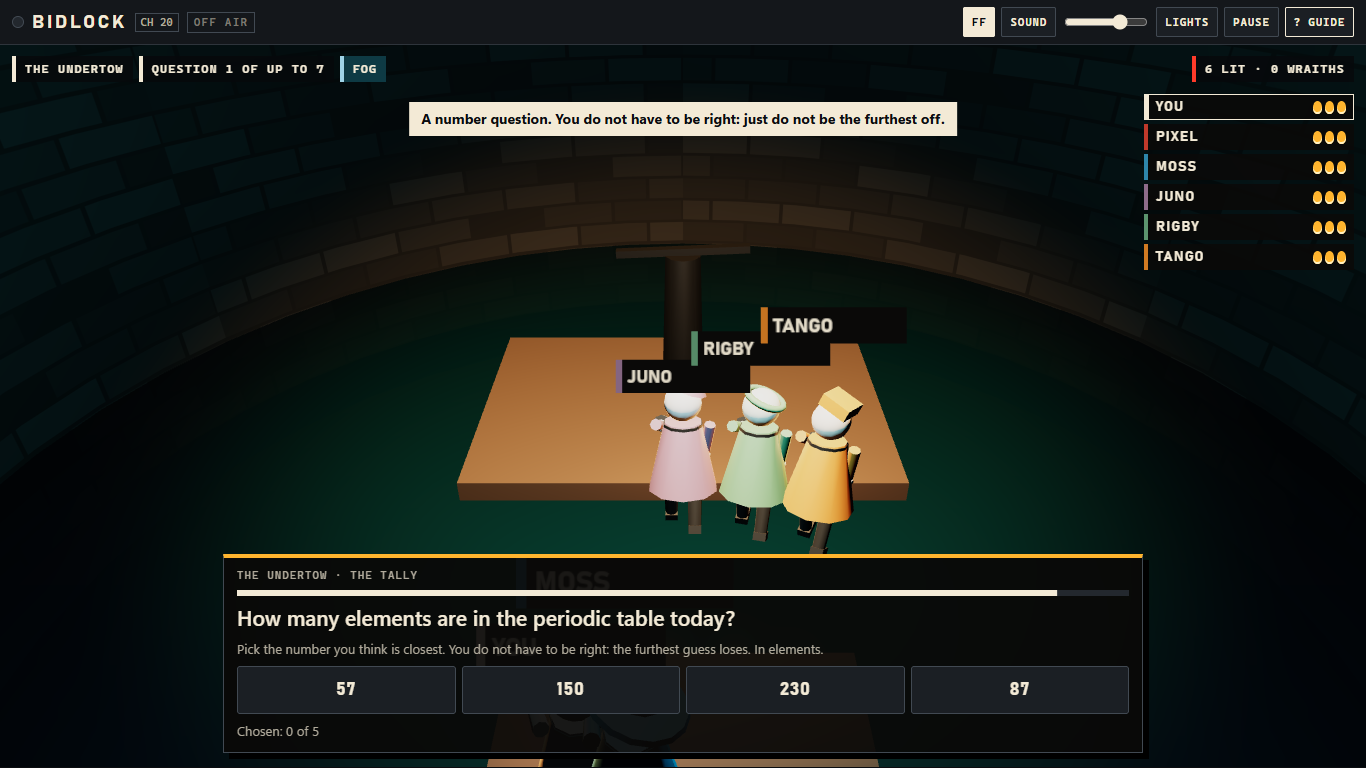 BIDLOCK CH 20 OFF AIR FF SOUND LIGHTS PAUSE ? GUIDE
THE UNDERTOW QUESTION 1 OF UP TO 7 FOG 6 LIT · 0 WRAITHS
A number question. You do not have to be right: just do not be the furthest off.
YOU
PIXEL
MOSS
JUNO
RIGBY
TANGO
TANGO
RIGBY
JUNO
MOSS
THE UNDERTOW · THE TALLY
How many elements are in the periodic table today?
YOU
Pick the number you think is closest. You do not have to be right: the furthest guess loses. In elements.
57 150 230 87
Chosen: 0 of 5